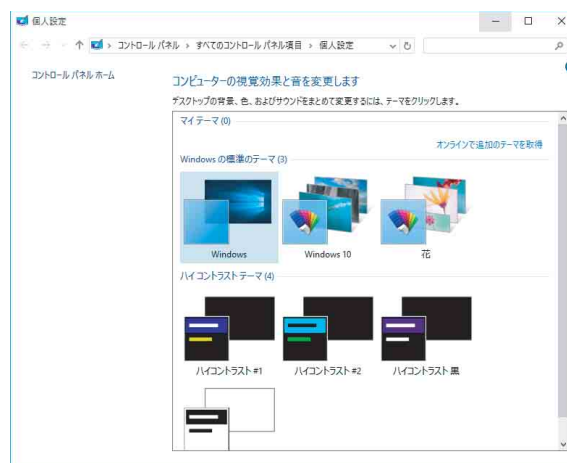 個人設定
コントロール パネル › すべてのコントロール パネル項目 › 個人設定
コントロール パネル ホーム
コンピューターの視覚効果と音を変更します
デスクトップの背景、色、およびサウンドをまとめて変更するには、テーマをクリックします。
マイ テーマ (0)
オンラインで追加のテーマを取得
Windows の標準のテーマ (3)
Windows
Windows 10
花
ハイ コントラスト テーマ (4)
ハイコントラスト #1
ハイコントラスト #2
ハイコントラスト 黒